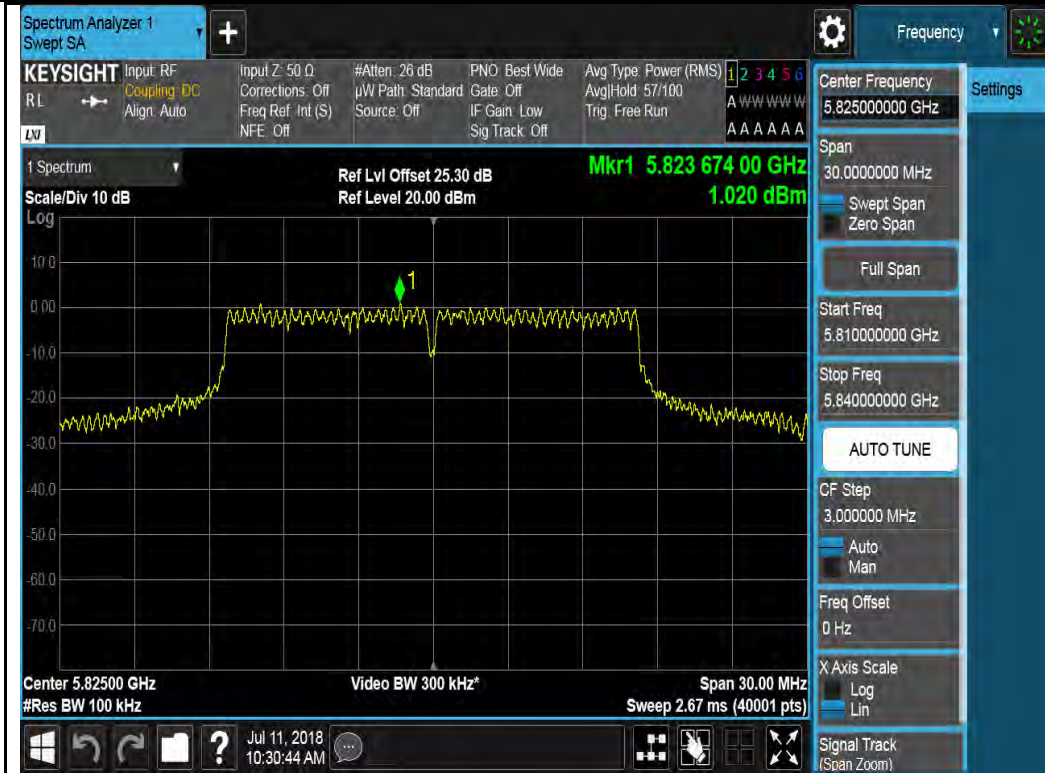 Spectrum Analyzer 1
Swept SA
+
Frequency
KEYSIGHT
RL
LXI
Input: RF
Coupling: DC
Align: Auto
Input Z: 50 Ω
Corrections: Off
Freq Ref: Int (S)
NFE: Off
#Atten: 26 dB
µW Path: Standard
Source: Off
PNO: Best Wide
Gate: Off
IF Gain: Low
Sig Track: Off
Avg Type: Power (RMS)
Avg|Hold: 57/100
Trig: Free Run
1 2 3 4 5 6
A W W W W W
A A A A A A
1 Spectrum
Scale/Div 10 dB
Ref Lvl Offset 25.30 dB
Ref Level 20.00 dBm
Mkr1 5.823 674 00 GHz
1.020 dBm
Log
10.0
0.00
-10.0
-20.0
-30.0
-40.0
-50.0
-60.0
-70.0
1
Center 5.82500 GHz
#Res BW 100 kHz
Video BW 300 kHz*
Span 30.00 MHz
Sweep 2.67 ms (40001 pts)
Center Frequency
5.825000000 GHz
Settings
Span
30.0000000 MHz
Swept Span
Zero Span
Full Span
Start Freq
5.810000000 GHz
Stop Freq
5.840000000 GHz
AUTO TUNE
CF Step
3.000000 MHz
Auto
Man
Freq Offset
0 Hz
X Axis Scale
Log
Lin
Signal Track
(Span Zoom)
?
Jul 11, 2018
10:30:44 AM